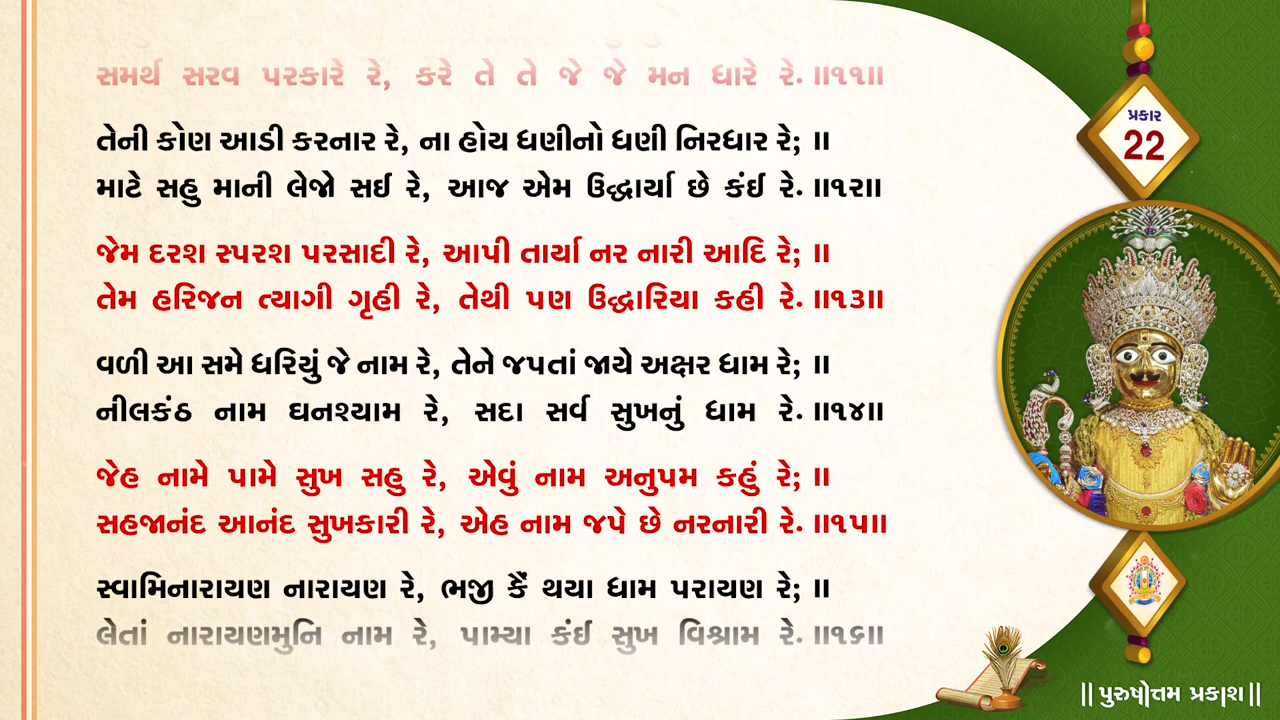 સમર્થ સરવ પરકારે રે, કરે તે તે જે જે મન ધારે રે. ॥૧૧॥
તેની કોણ આડી કરનાર રે, ના હોય ધણીનો ધણી નિરધાર રે; ॥
માટે સહુ માની લેજો સઈ રે, આજ એમ ઉદ્ધાર્યા છે કંઈ રે. ॥૧૨॥
જેમ દરશ સ્પરશ પરસાદી રે, આપી તાર્યા નર નારી આદિ રે; ॥
તેમ હરિજન ત્યાગી ગૃહી રે, તેથી પણ ઉદ્ધારિયા કહી રે. ॥૧૩॥
વળી આ સમે ધરિયું જે નામ રે, તેને જપતાં જાયે અક્ષર ધામ રે; ॥
નીલકંઠ નામ ઘનશ્યામ રે, સદા સર્વ સુખનું ધામ રે. ॥૧૪॥
જેહ નામે પામે સુખ સહુ રે, એવું નામ અનુપમ કહું રે; ॥
સહજાનંદ આનંદ સુખકારી રે, એહ નામ જપે છે નરનારી રે. ॥૧૫॥
સ્વામિનારાયણ નારાયણ રે, ભજી કૈં થયા ધામ પરાયણ રે; ॥
લેતાં નારાયણમુનિ નામ રે, પામ્યા કંઈ સુખ વિશ્રામ રે. ॥૧૬॥
પ્રકાર
22
॥ પુરુષોત્તમ પ્રકાશ ॥